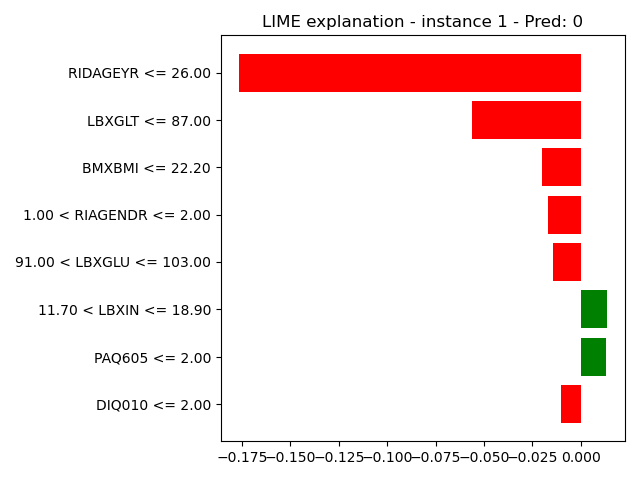 LIME explanation - instance 1 - Pred: 0
RIDAGEYR <= 26.00
LBXGLT <= 87.00
BMXBMI <= 22.20
1.00 < RIAGENDR <= 2.00
91.00 < LBXGLU <= 103.00
11.70 < LBXIN <= 18.90
PAQ605 <= 2.00
DIQ010 <= 2.00
−0.175 −0.150 −0.125 −0.100 −0.075 −0.050 −0.025 0.000